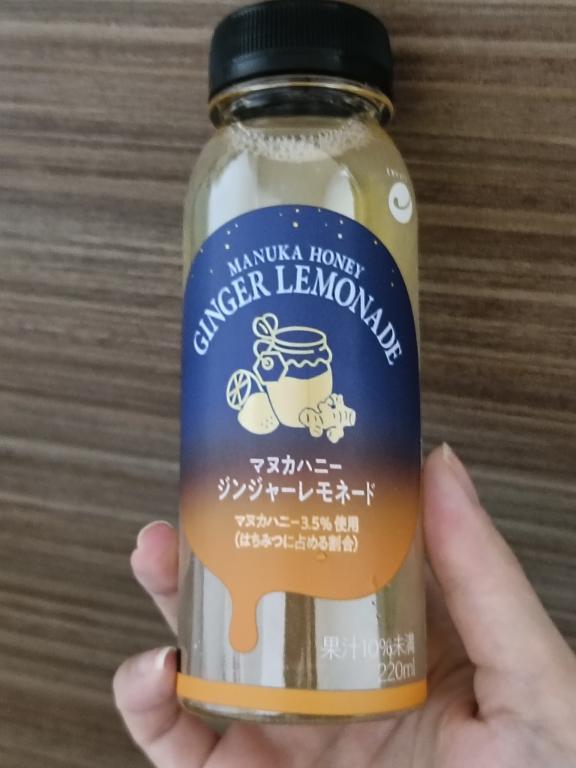 MANUKA HONEY
GINGER LEMONADE
マヌカハニー
ジンジャーレモネード
マヌカハニー3.5%使用
(はちみつに占める割合)
果汁10%未満
220ml